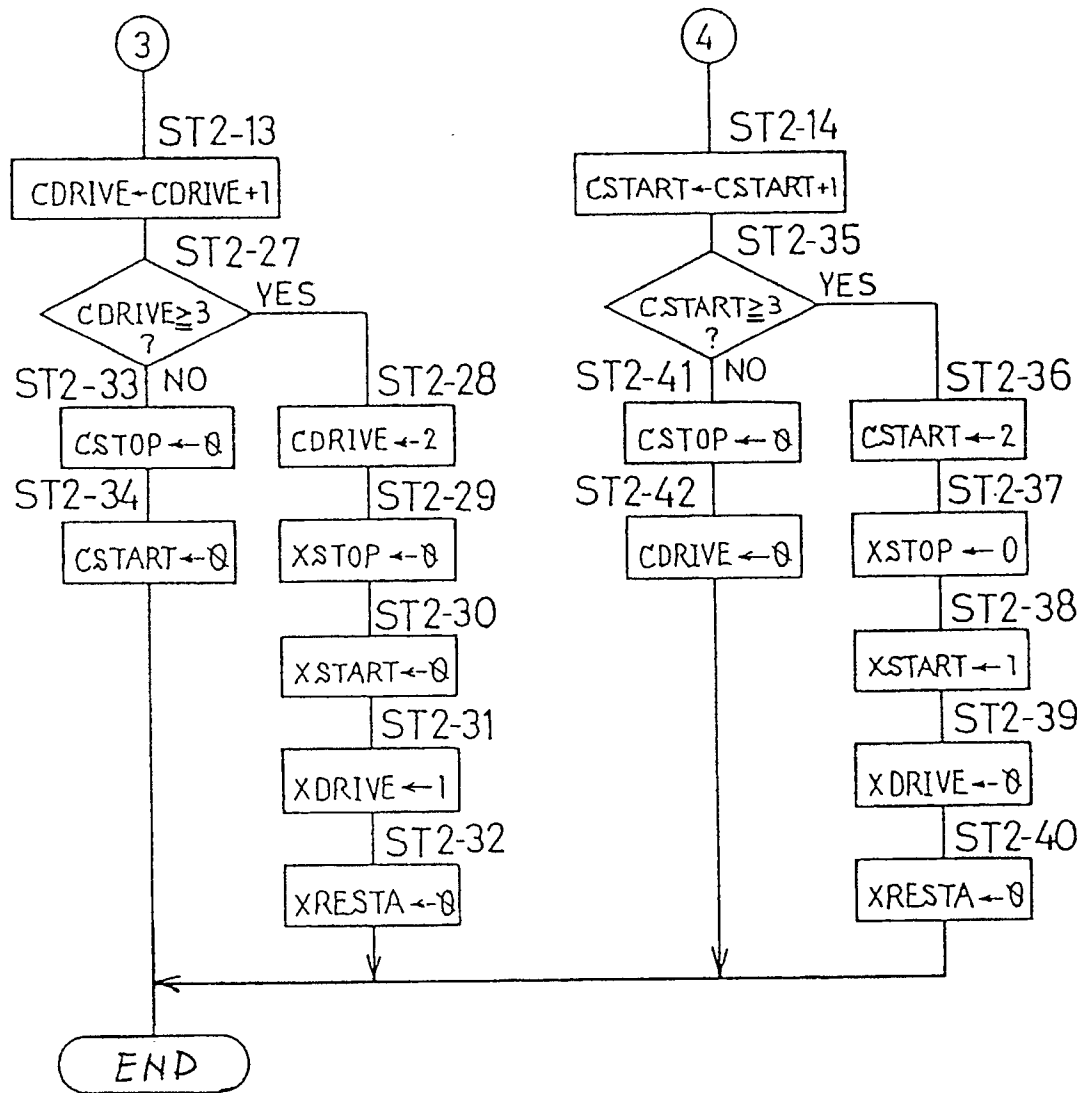 3
ST2-13
CDRIVE←CDRIVE+1
ST2-27
CDRIVE≧3
?
YES
NO
ST2-33
CSTOP←0
ST2-34
CSTART←0
ST2-28
CDRIVE←2
ST2-29
XSTOP←0
ST2-30
XSTART←0
ST2-31
XDRIVE←1
ST2-32
XRESTA←0
4
ST2-14
CSTART←CSTART+1
ST2-35
CSTART≧3
?
YES
NO
ST2-41
CSTOP←0
ST2-42
CDRIVE←0
ST2-36
CSTART←2
ST2-37
XSTOP←0
ST2-38
XSTART←1
ST2-39
XDRIVE←0
ST2-40
XRESTA←0
END